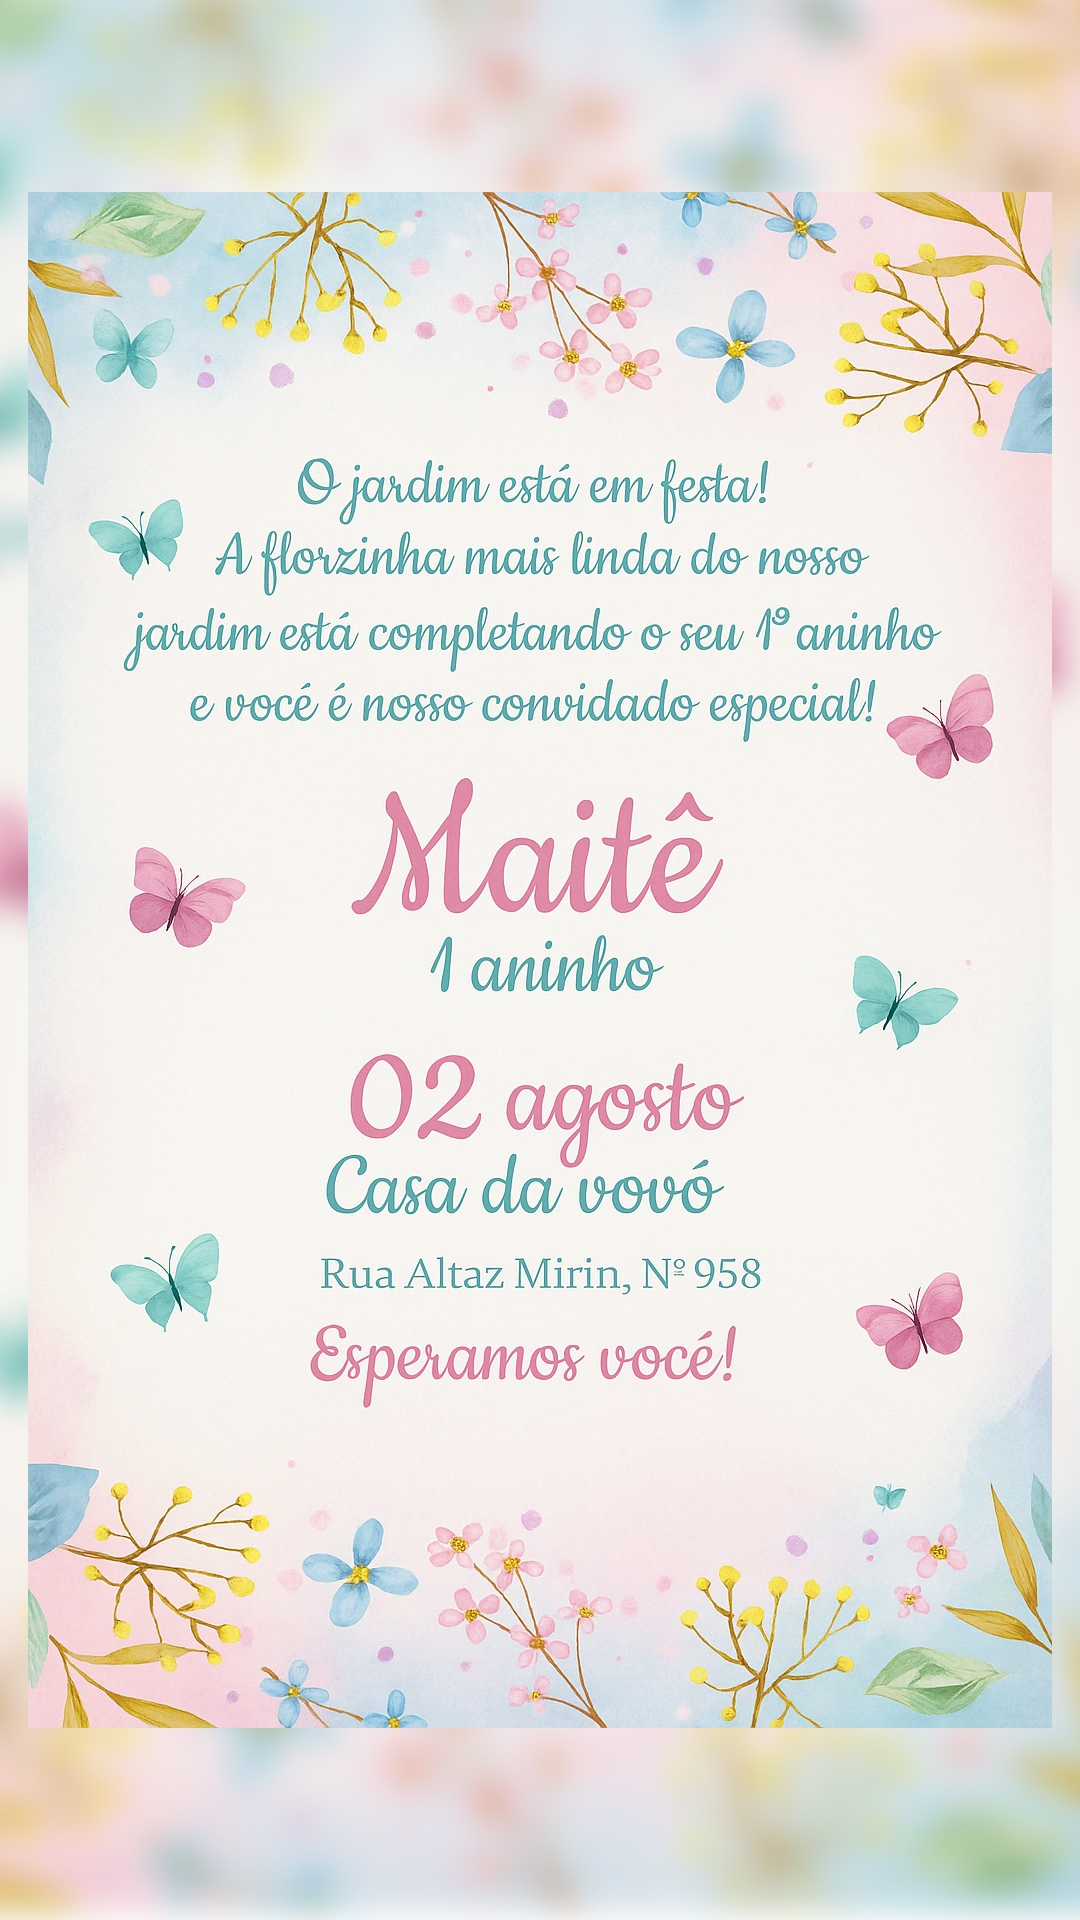 O jardim está em festa!
A florzinha mais linda do nosso
jardim está completando o seu 1º aninho
e você é nosso convidado especial!
Maitê
1 aninho
02 agosto
Casa da vovó
Rua Altaz Mirin, Nº 958
Esperamos vocé!